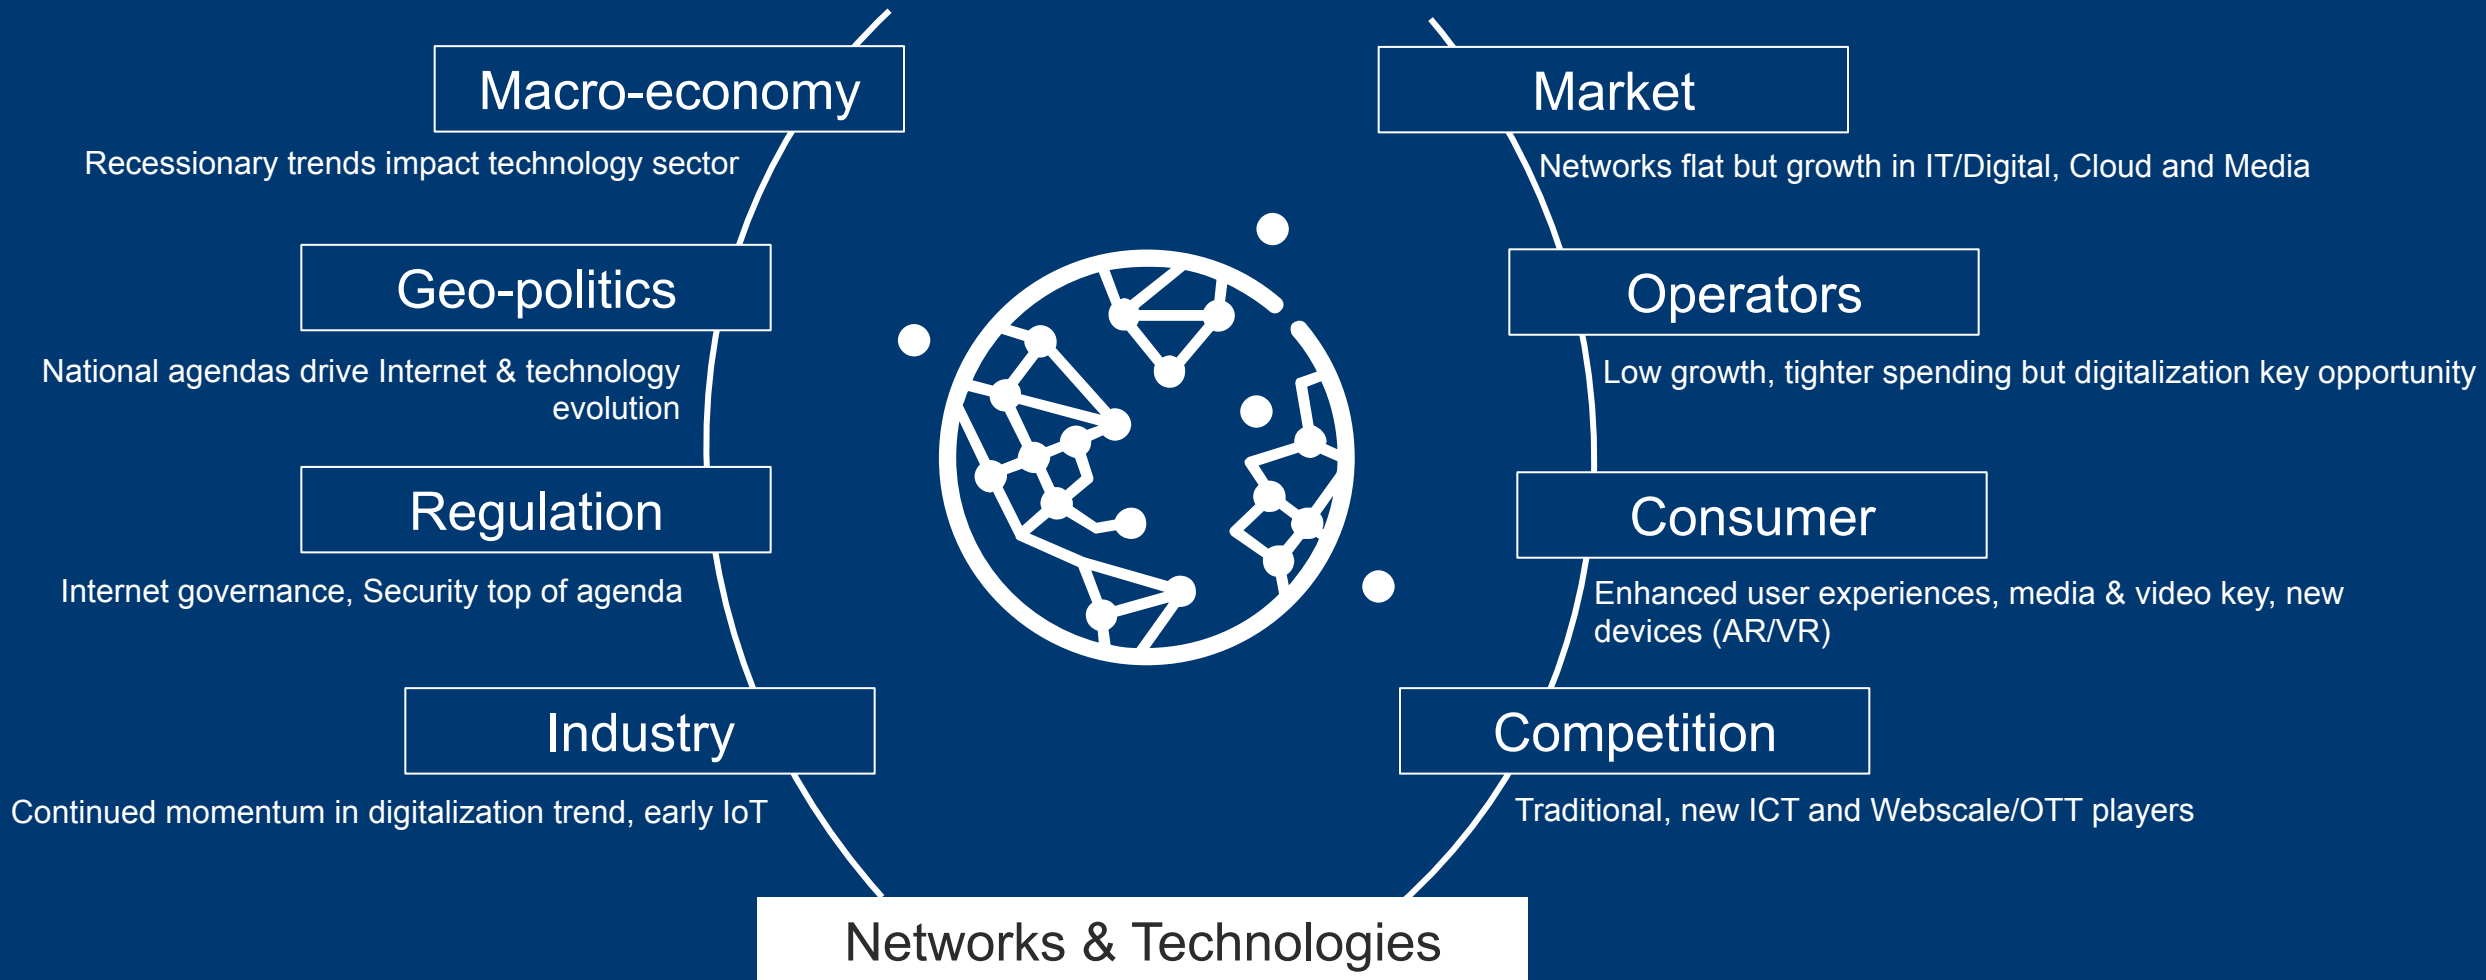 Macro-economy
Recessionary trends impact technology sector
Geo-politics
National agendas drive Internet & technology
evolution
Regulation
Internet governance, Security top of agenda
Industry
Continued momentum in digitalization trend, early IoT
Market
Networks flat but growth in IT/Digital, Cloud and Media
Operators
Low growth, tighter spending but digitalization key opportunity
Consumer
Enhanced user experiences, media & video key, new
devices (AR/VR)
Competition
Traditional, new ICT and Webscale/OTT players
Networks & Technologies